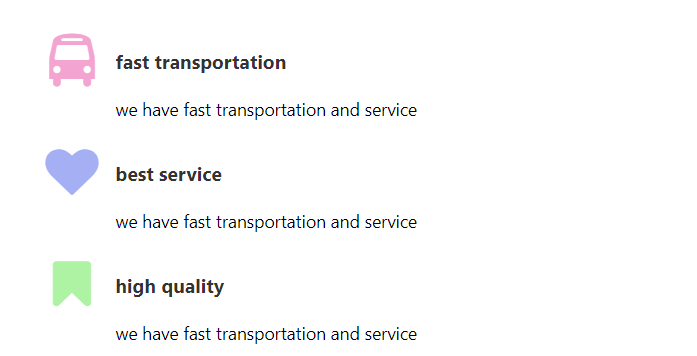 fast transportation
we have fast transportation and service
best service
we have fast transportation and service
high quality
we have fast transportation and service